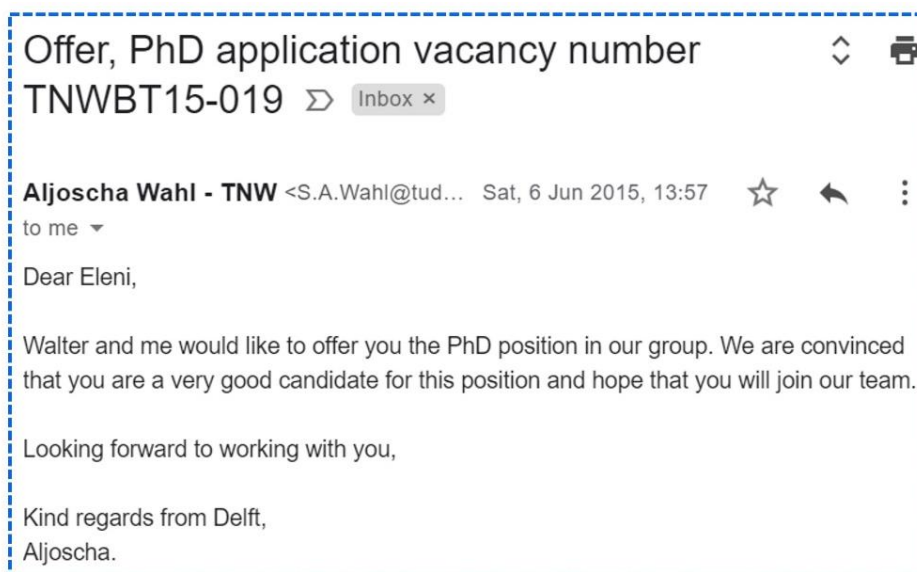 Offer, PhD application vacancy number
TNWBT15-019 Inbox ×
Aljoscha Wahl - TNW <S.A.Wahl@tud... Sat, 6 Jun 2015, 13:57
to me
Dear Eleni,
Walter and me would like to offer you the PhD position in our group. We are convinced
that you are a very good candidate for this position and hope that you will join our team.
Looking forward to working with you,
Kind regards from Delft,
Aljoscha.